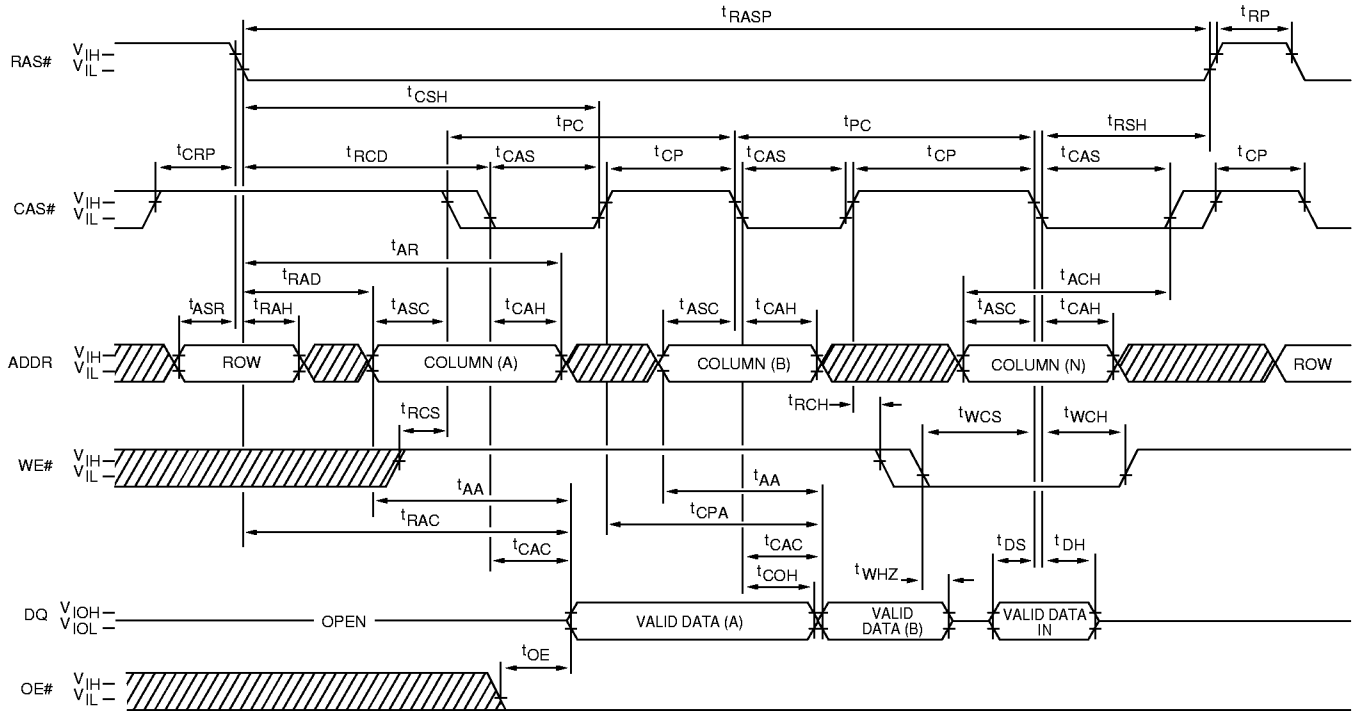 tRASP tRP
RAS# VIH
VIL
tCSH
tPC tPC tRSH
tCRP tRCD tCAS tCP tCAS tCP tCAS tCP
CAS# VIH
VIL
tAR
tRAD tACH
tASR tRAH tASC tCAH tASC tCAH tASC tCAH
ADDR VIH
VIL
ROW COLUMN (A) COLUMN (B) COLUMN (N) ROW
tRCH
tRCS tWCS tWCH
WE# VIH
VIL
tAA tAA
tRAC tCPA
tCAC tCAC tDS tDH
tCOH tWHZ
DQ VIOH
VIOL
OPEN VALID DATA (A) VALID DATA (B) VALID DATA IN
tOE
OE# VIH
VIL